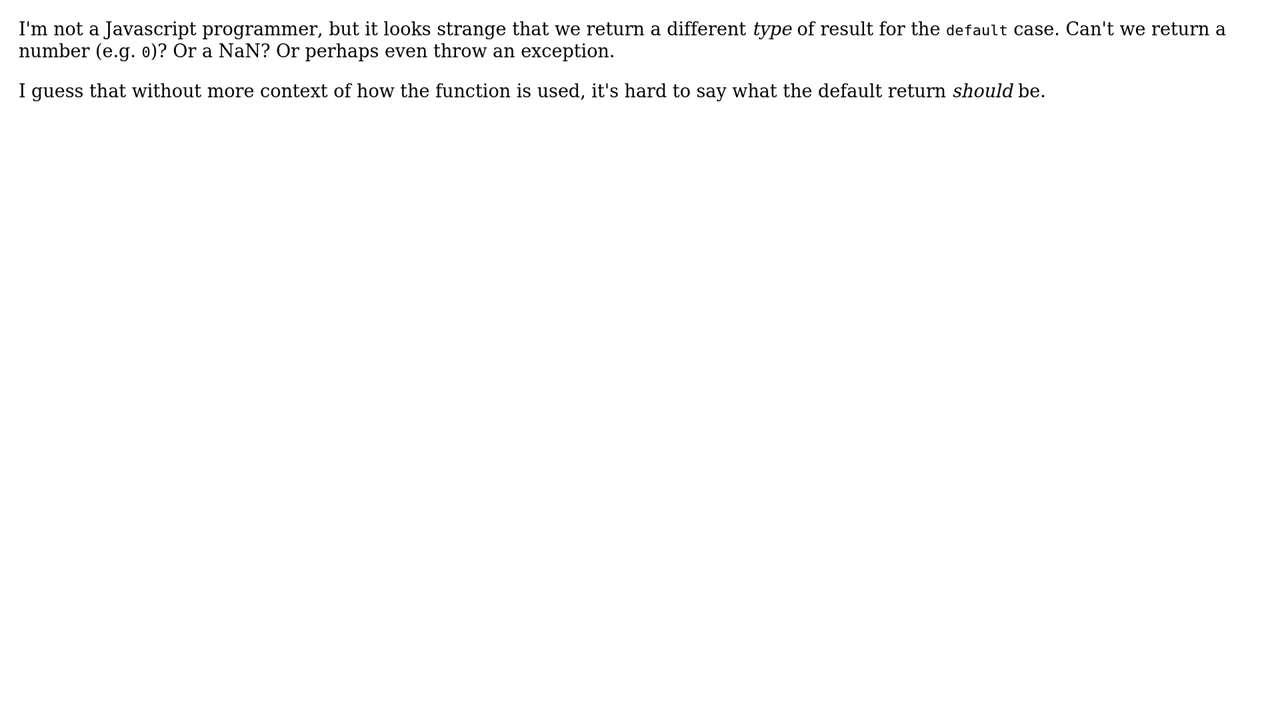 I'm not a Javascript programmer, but it looks strange that we return a different type of result for the default case. Can't we return a
number (e.g. 0)? Or a NaN? Or perhaps even throw an exception.
I guess that without more context of how the function is used, it's hard to say what the default return should be.